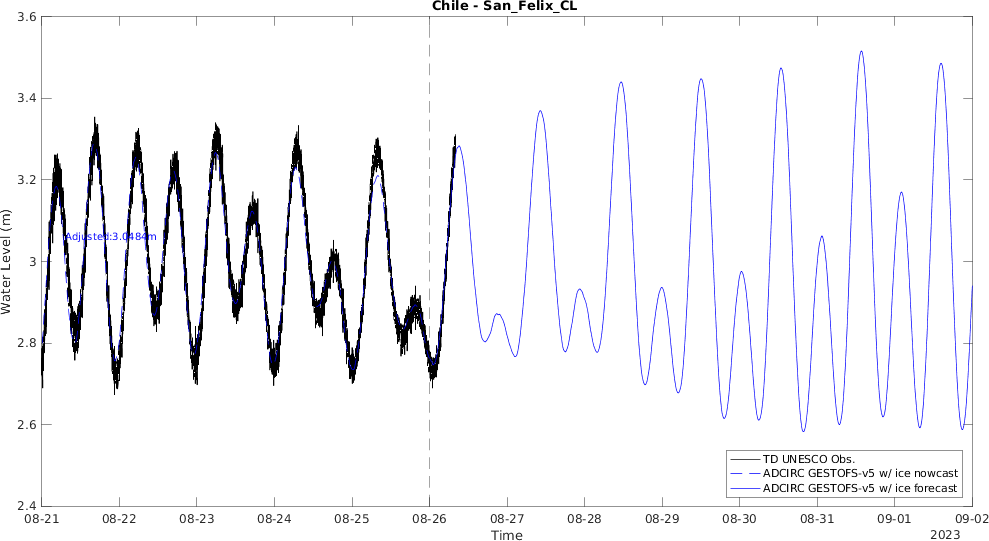 Chile - San_Felix_CL
3.6
3.4
3.2
3
2.8
2.6
2.4
Water Level (m)
Adjusted:3.0484m
TD UNESCO Obs.
ADCIRC GESTOFS-v5 w/ ice nowcast
ADCIRC GESTOFS-v5 w/ ice forecast
08-21 08-22 08-23 08-24 08-25 08-26 08-27 08-28 08-29 08-30 08-31 09-01 09-02
Time
2023